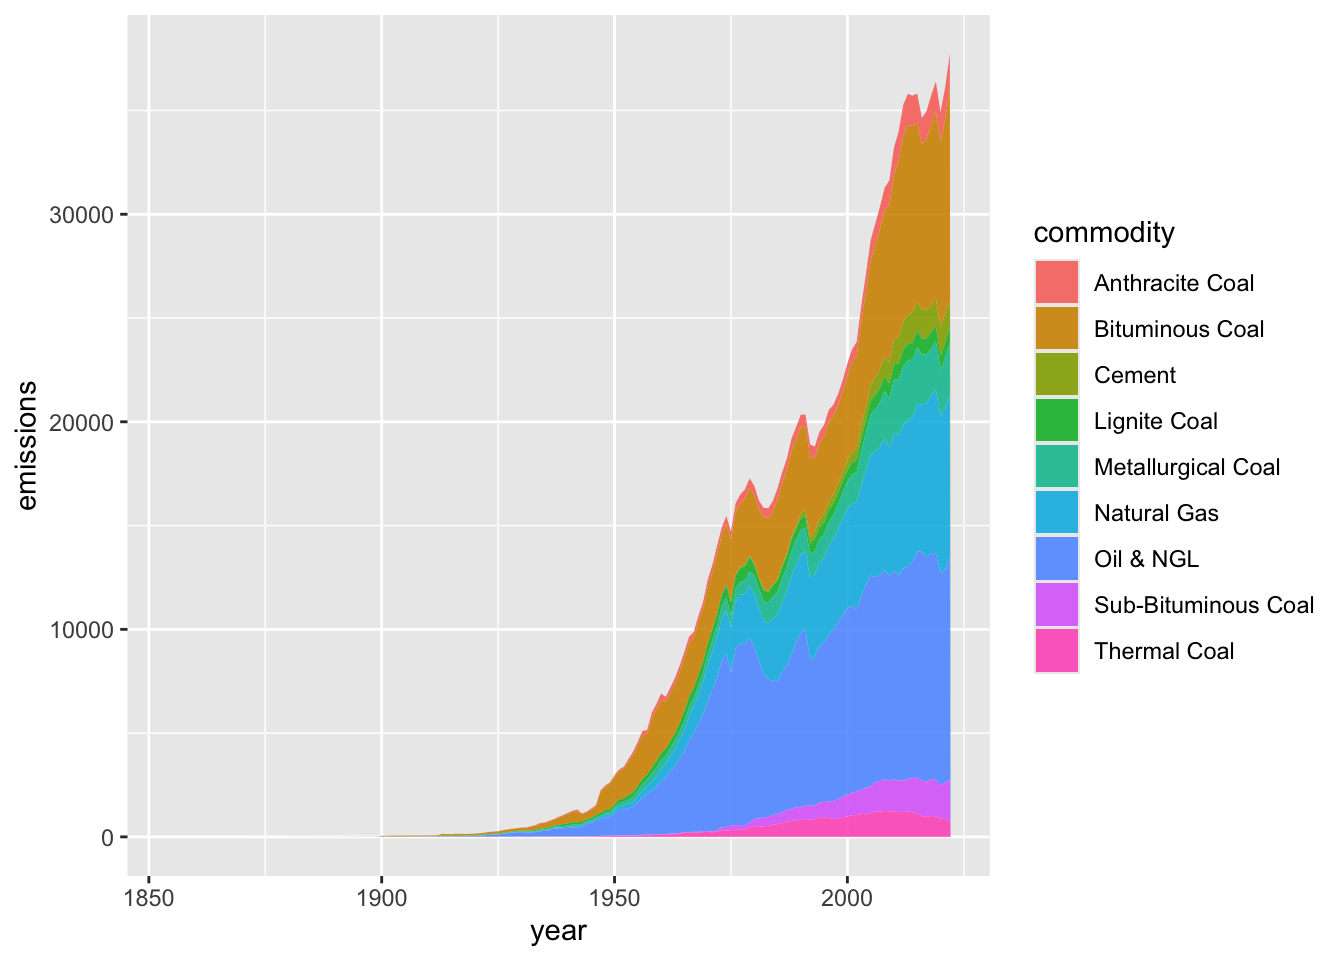 30000
20000
10000
0
emissions
1850
1900
1950
2000
year
commodity
Anthracite Coal
Bituminous Coal
Cement
Lignite Coal
Metallurgical Coal
Natural Gas
Oil & NGL
Sub-Bituminous Coal
Thermal Coal